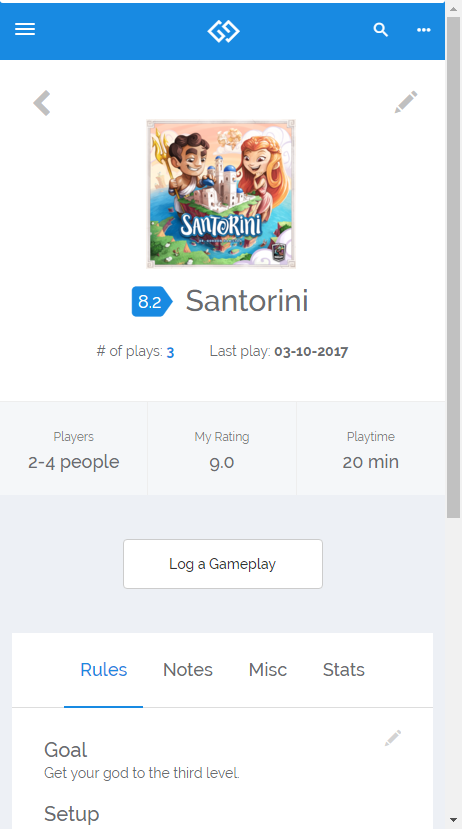 SANTORINI
8.2 Santorini
# of plays: 3 Last play: 03-10-2017
Players My Rating Playtime
2-4 people 9.0 20 min
Log a Gameplay
Rules Notes Misc Stats
Goal
Get your god to the third level.
Setup